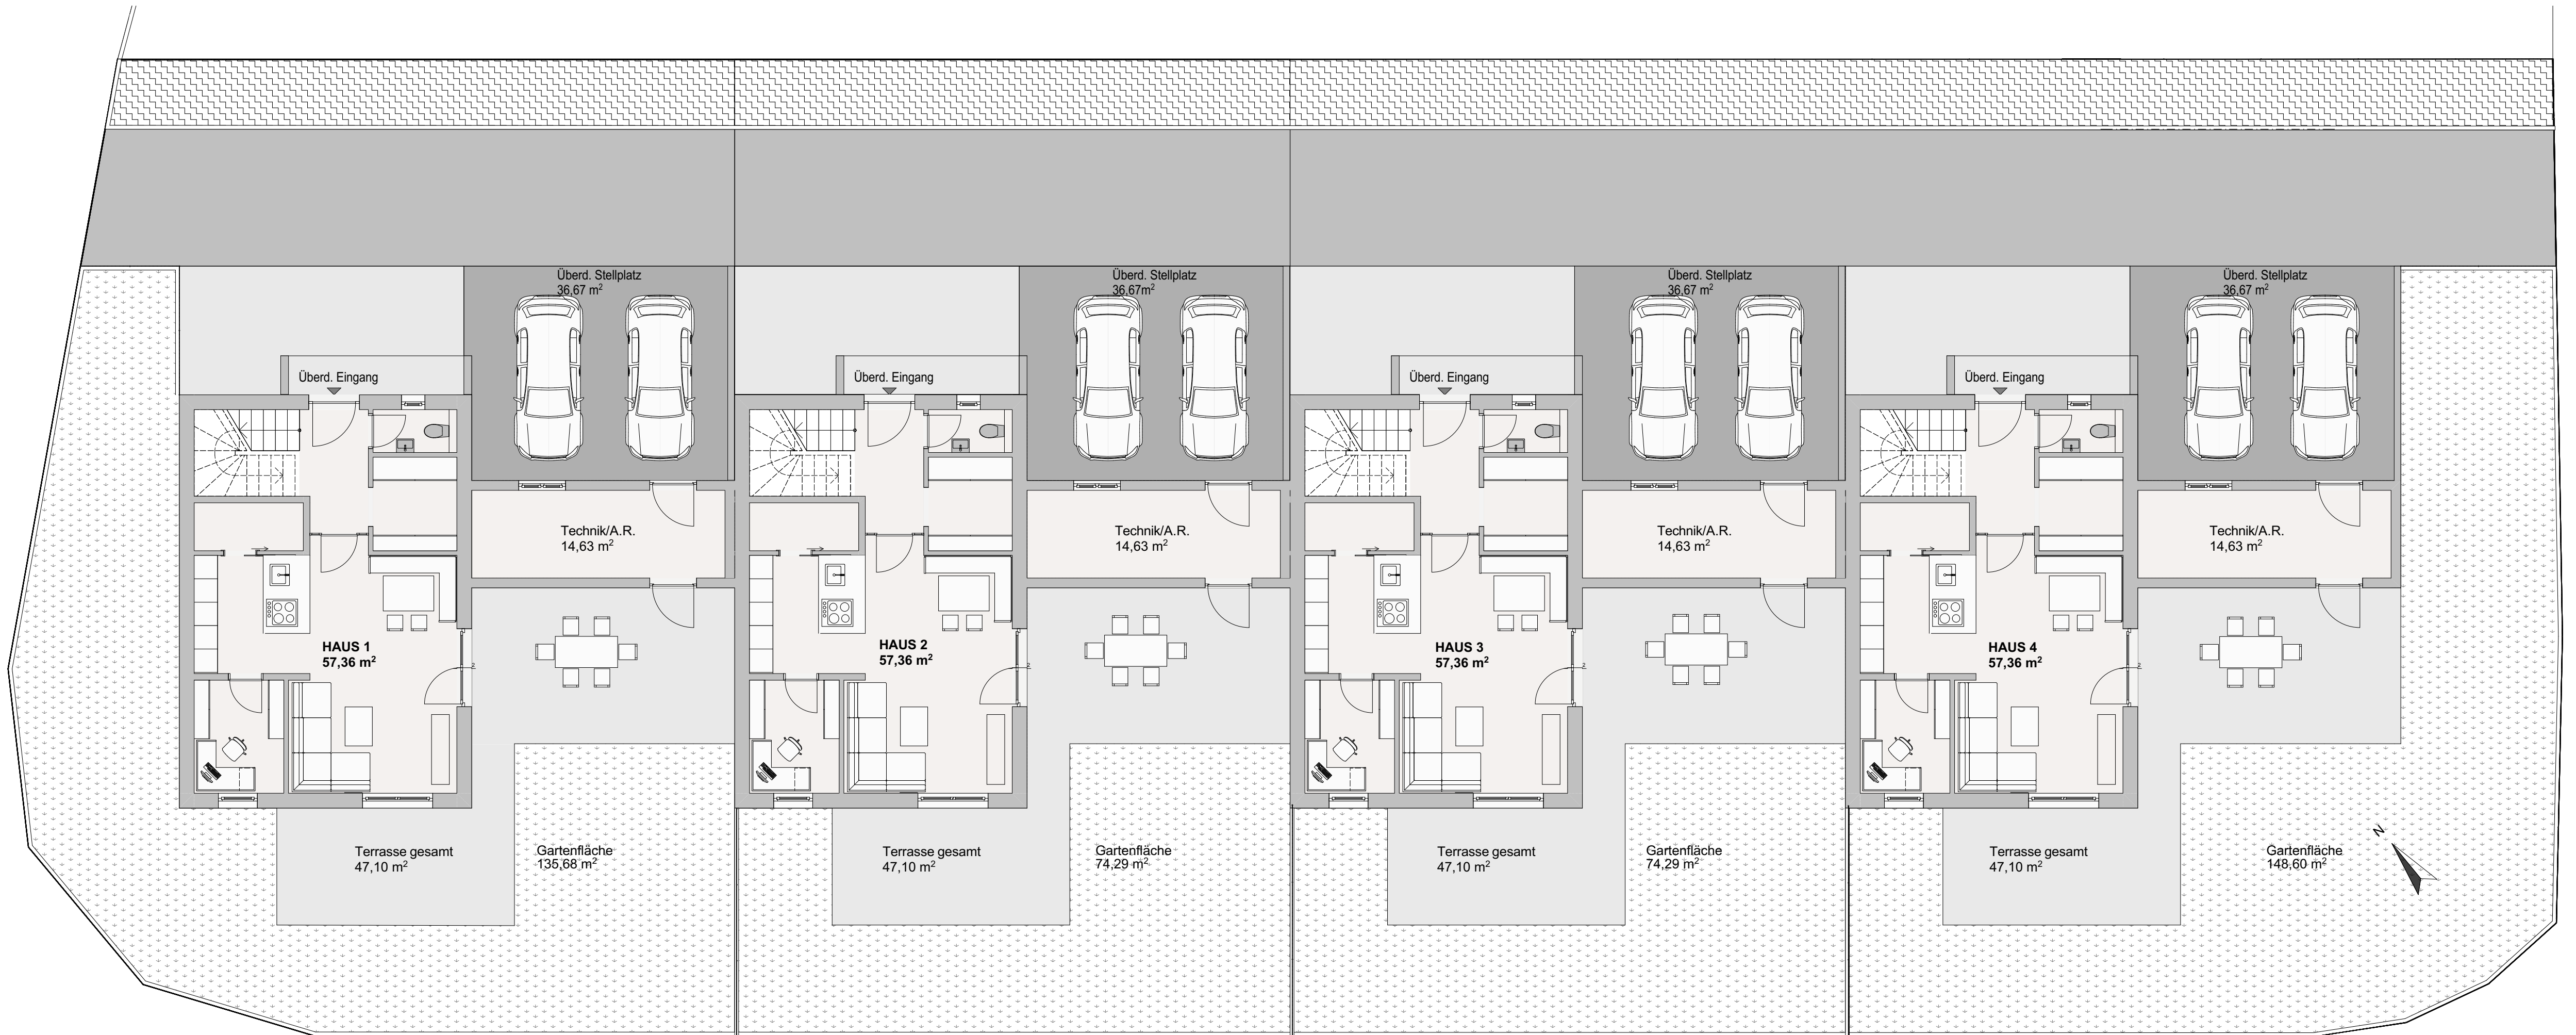 Überd. Stellplatz
36,67 m²
Überd. Stellplatz
36,67m²
Überd. Stellplatz
36,67 m²
Überd. Stellplatz
36,67 m²
Überd. Eingang
Überd. Eingang
Überd. Eingang
Überd. Eingang
Technik/A.R.
14,63 m²
Technik/A.R.
14,63 m²
Technik/A.R.
14,63 m²
Technik/A.R.
14,63 m²
HAUS 1
57,36 m²
2
HAUS 2
57,36 m²
2
HAUS 3
57,36 m²
2
HAUS 4
57,36 m²
2
Terrasse gesamt
47,10 m²
Gartenfläche
135,68 m²
Terrasse gesamt
47,10 m²
Gartenfläche
74,29 m²
Terrasse gesamt
47,10 m²
Gartenfläche
74,29 m²
Terrasse gesamt
47,10 m²
Gartenfläche
148,60 m²
N